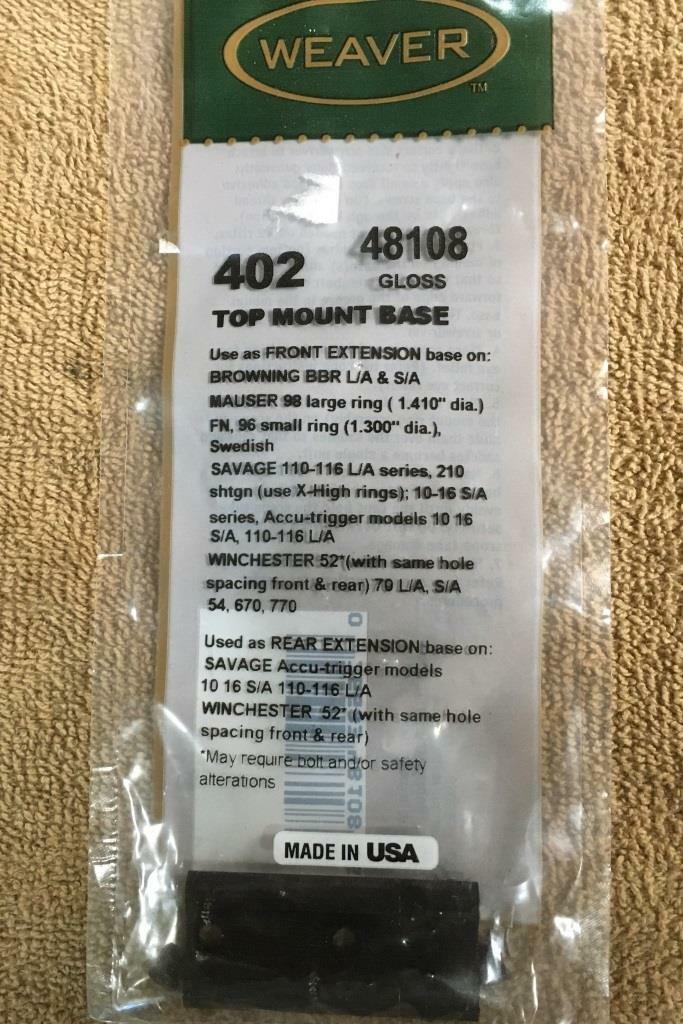 WEAVER
TM
402 48108
GLOSS
TOP MOUNT BASE
Use as FRONT EXTENSION base on:
BROWNING BBR L/A & S/A
MAUSER 98 large ring ( 1.410" dia.)
FN, 96 small ring (1.300" dia.),
Swedish
SAVAGE 110-116 L/A series, 210
shtgn (use X-High rings); 10-16 S/A
series, Accu-trigger models 10 16
S/A, 110-116 L/A
WINCHESTER 52*(with same hole
spacing front & rear) 70 L/A, S/A
54, 670, 770
Used as REAR EXTENSION base on:
SAVAGE Accu-trigger models
10 16 S/A 110-116 L/A
WINCHESTER 52* (with same hole
spacing front & rear)
*May require bolt and/or safety
alterations
MADE IN USA